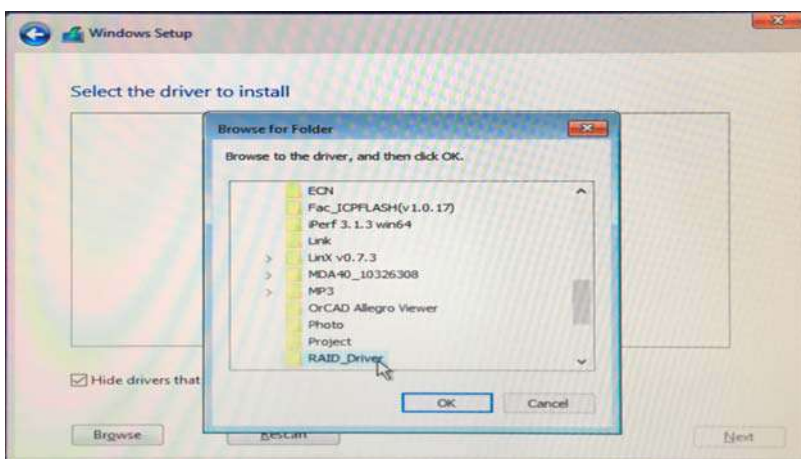 Windows Setup
Select the driver to install
Browse for Folder
Browse to the driver, and then click OK.
ECN
Fac_ICPFLASH(v1.0.17)
iPerf 3.1.3 win64
Link
LinX v0.7.3
MDA40_10326308
MP3
OrCAD Allegro Viewer
Photo
Project
RAID_Driver
Hide drivers that
OK
Cancel
Browse
Rescan
Next